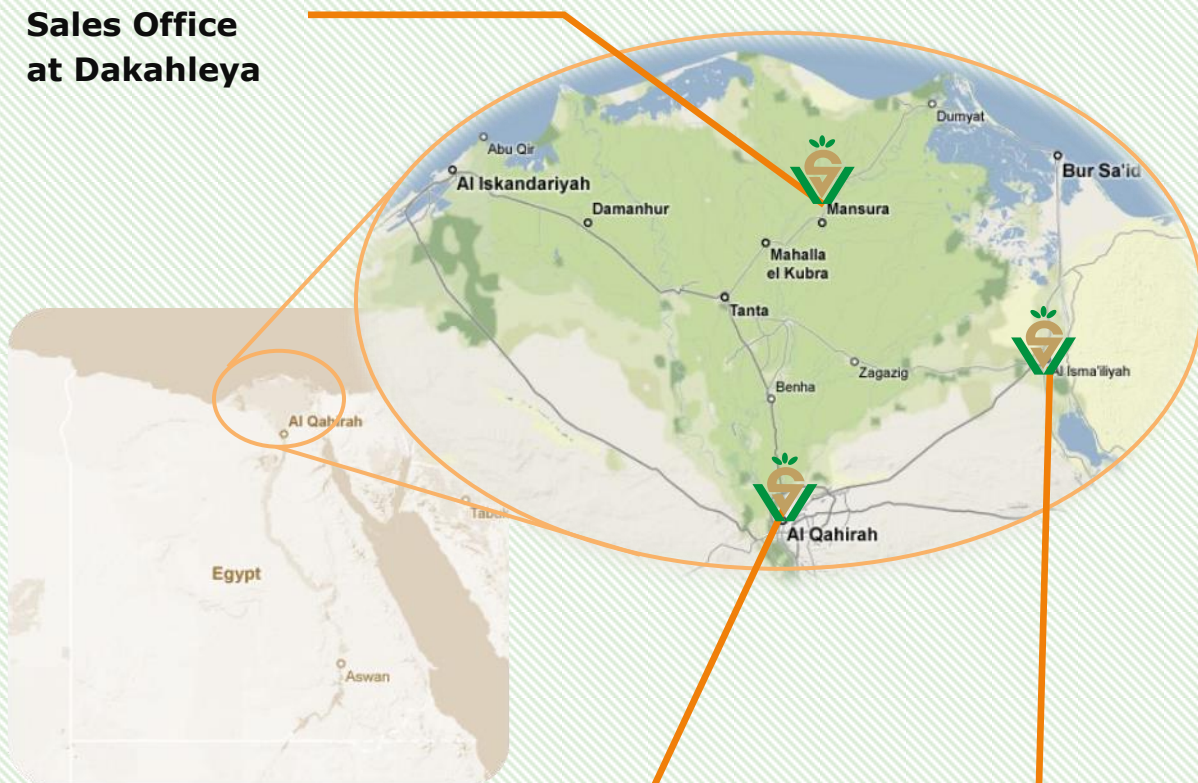 Sales Office
at Dakahleya
Dumyat
Abu Qir
Bur Sa'id
Al Iskandariyah
Damanhur
Mansura
Mahalla
el Kubra
Tanta
Zagazig
Al Isma'iliyah
Benha
Al Qahirah
Al Qahirah
Tabuk
Egypt
Aswan